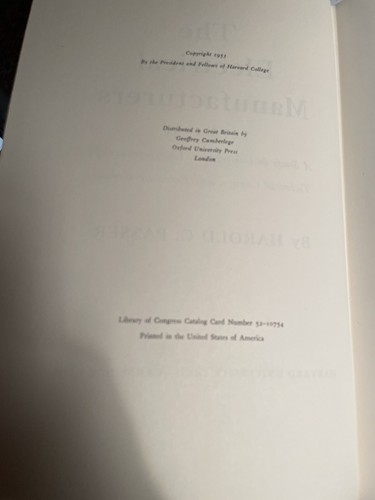 Copyright 1953
By the President and Fellows of Harvard College
Distributed in Great Britain by
Geoffrey Cumberlege
Oxford University Press
London
Library of Congress Catalog Card Number 52-10754
Printed in the United States of America